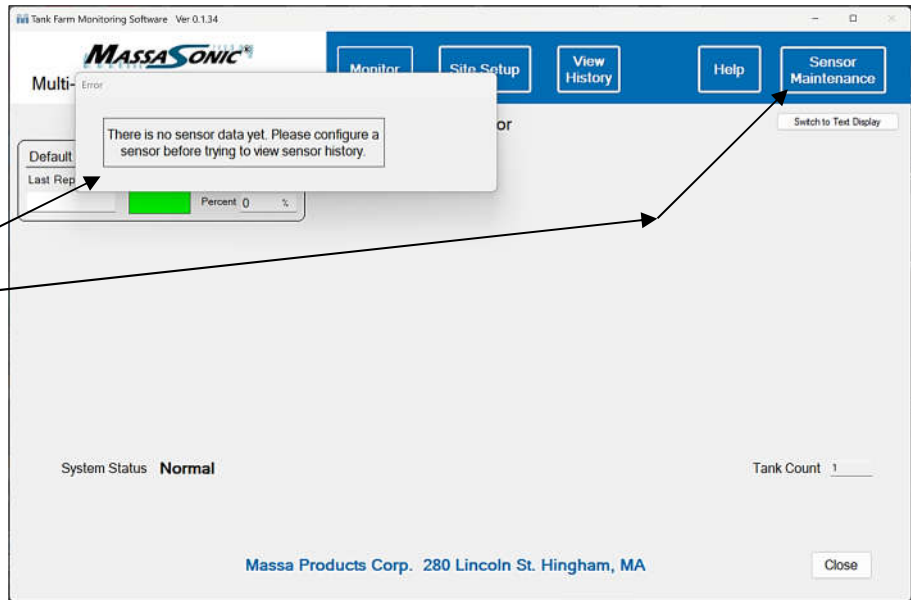 Tank Farm Monitoring Software Ver 0.1.34
MASSASONIC®
Multi-
Monitor
Site Setup
View
History
Help
Sensor
Maintenance
Error
There is no sensor data yet. Please configure a
sensor before trying to view sensor history.
or
Switch to Text Display
Default
Last Rep
Percent 0 %
System Status Normal
Tank Count 1
Massa Products Corp. 280 Lincoln St. Hingham, MA
Close